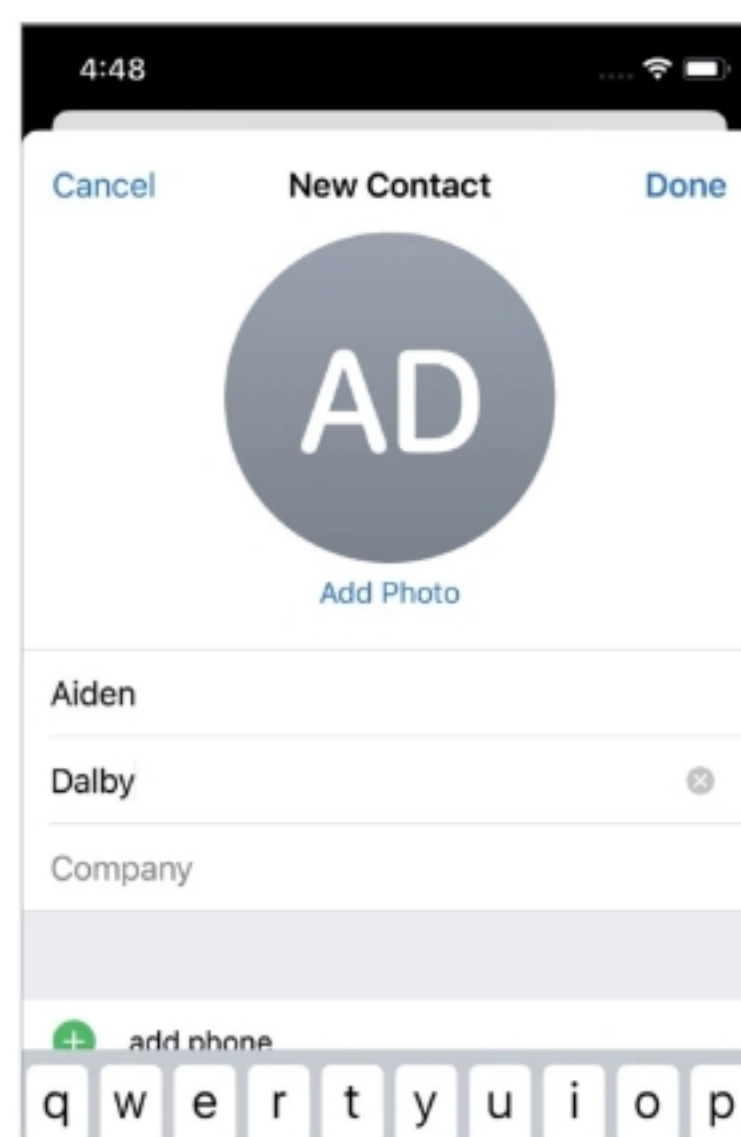 4:48
Cancel New Contact Done
AD
Add Photo
Aiden
Dalby
Company
add phone
q w e r t y u i o p